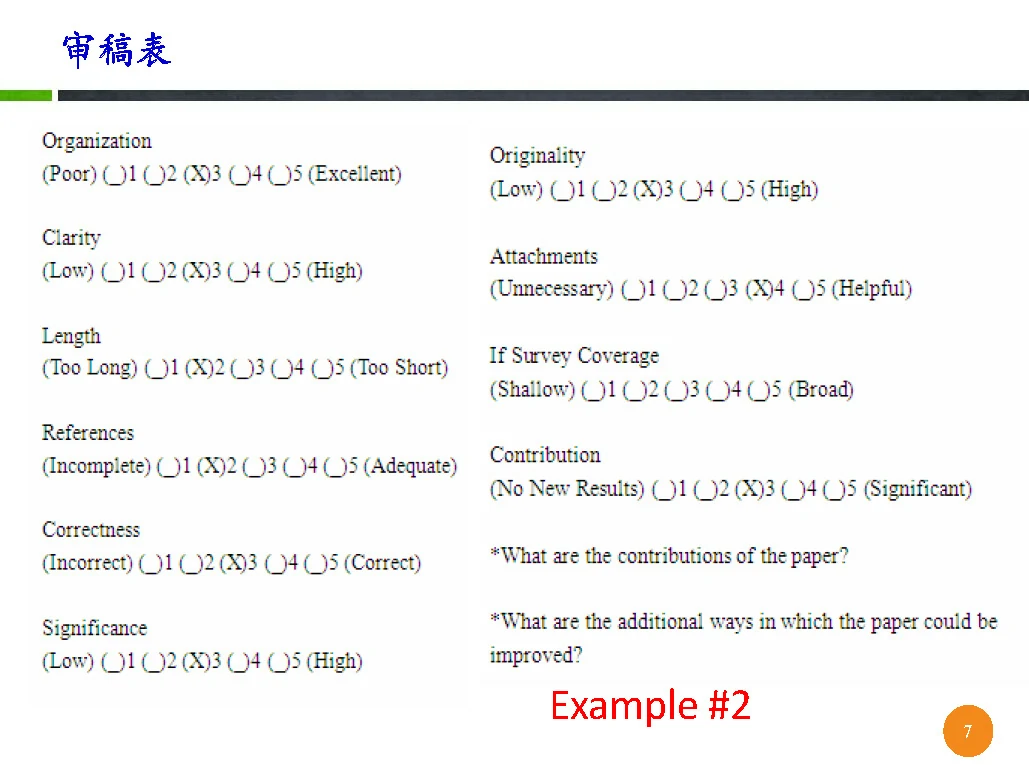 审稿表
Organization
(Poor) (_)1 (_)2 (X)3 (_)4 (_)5 (Excellent)
Clarity
(Low) (_)1 (_)2 (X)3 (_)4 (_)5 (High)
Length
(Too Long) (_)1 (X)2 (_)3 (_)4 (_)5 (Too Short)
References
(Incomplete) (_)1 (X)2 (_)3 (_)4 (_)5 (Adequate)
Correctness
(Incorrect) (_)1 (_)2 (X)3 (_)4 (_)5 (Correct)
Significance
(Low) (_)1 (_)2 (X)3 (_)4 (_)5 (High)
Originality
(Low) (_)1 (_)2 (X)3 (_)4 (_)5 (High)
Attachments
(Unnecessary) (_)1 (_)2 (_)3 (X)4 (_)5 (Helpful)
If Survey Coverage
(Shallow) (_)1 (_)2 (_)3 (_)4 (_)5 (Broad)
Contribution
(No New Results) (_)1 (_)2 (X)3 (_)4 (_)5 (Significant)
*What are the contributions of the paper?
*What are the additional ways in which the paper could be
improved?
Example #2
7